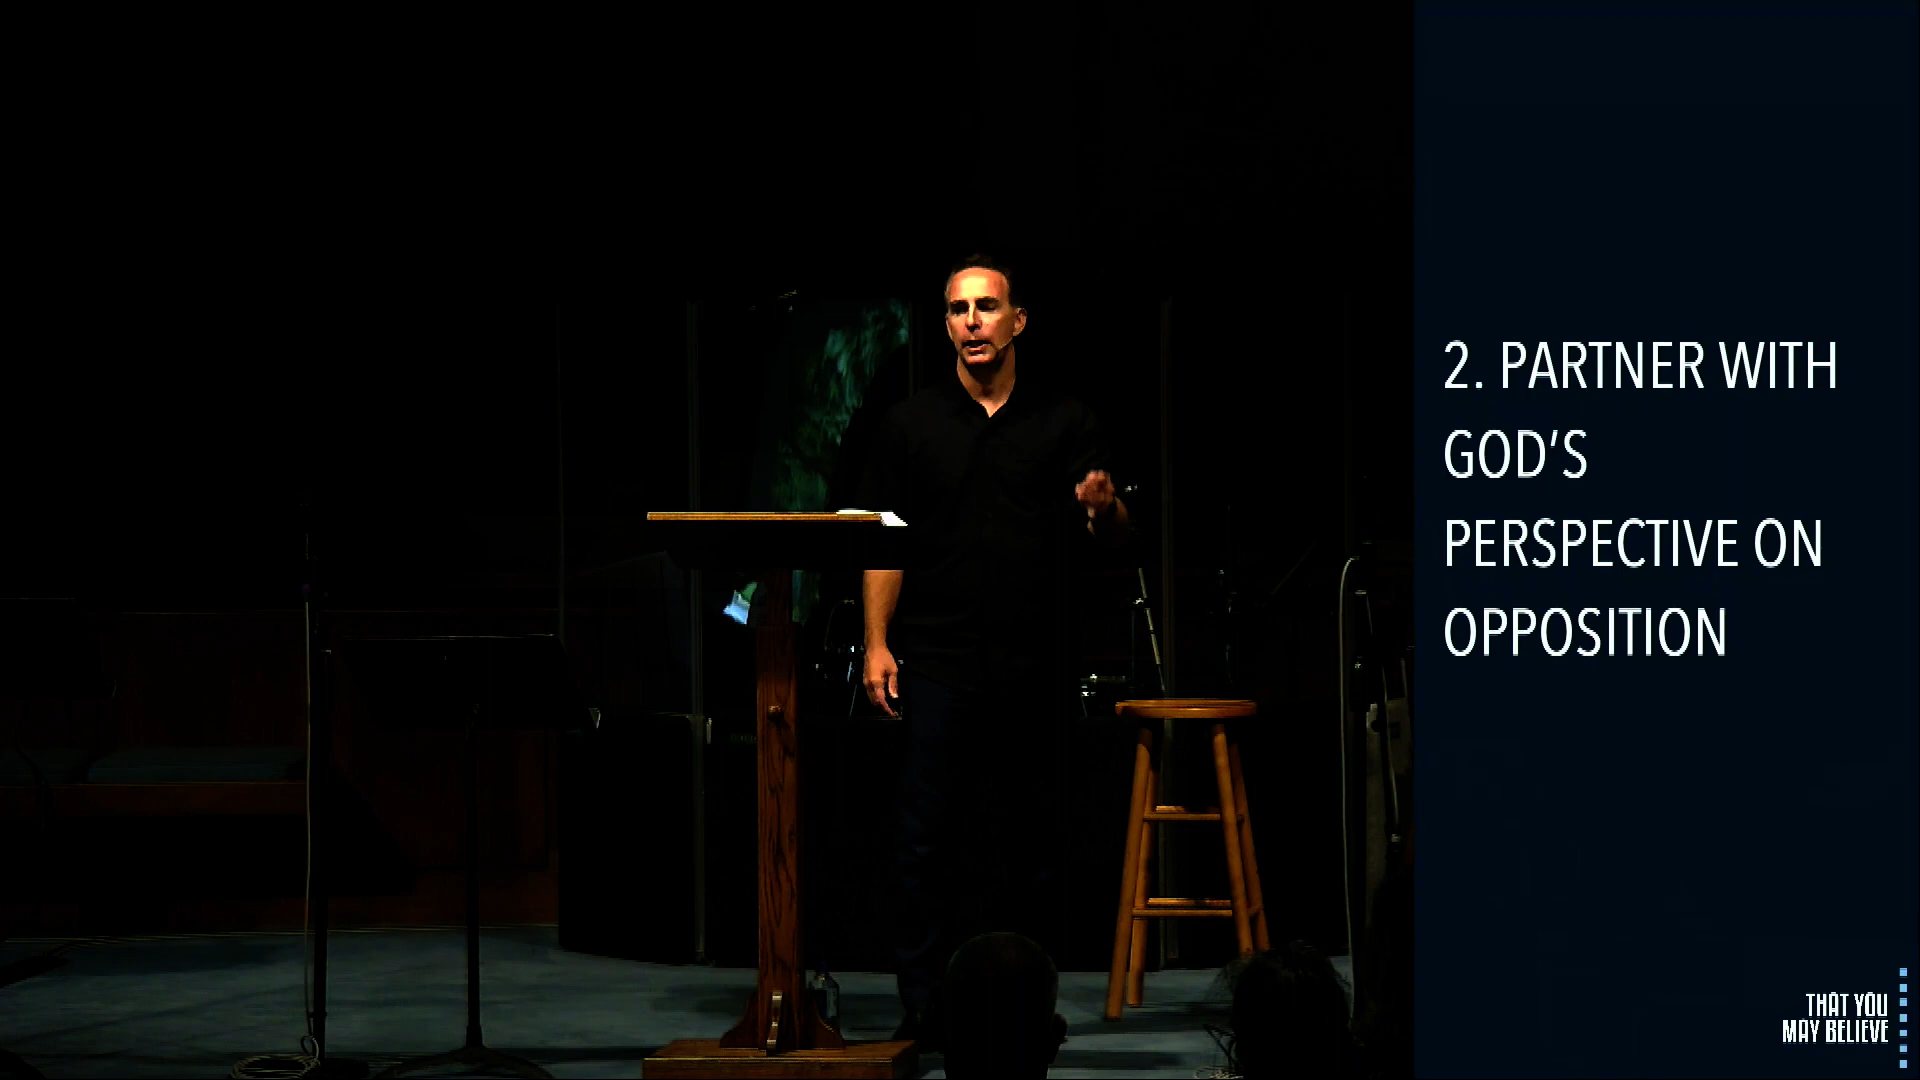 2. PARTNER WITH
GOD'S
PERSPECTIVE ON
OPPOSITION
THAT YOU
MAY BELIEVE